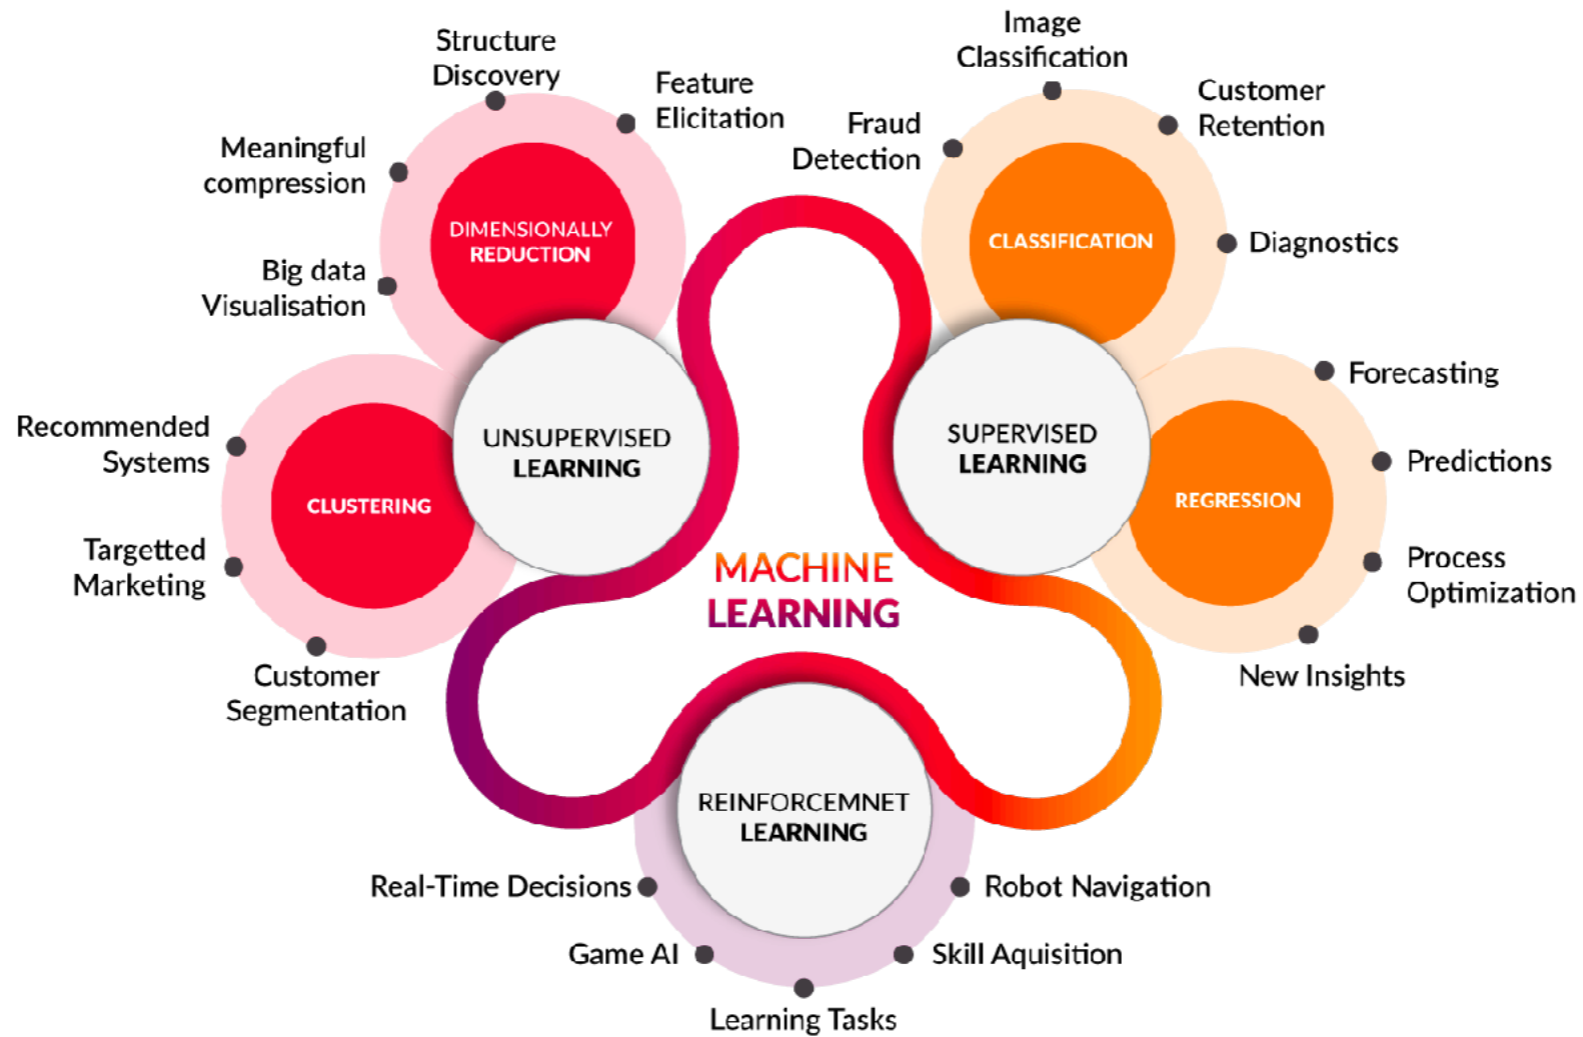 Structure
Discovery
Feature
Elicitation
Meaningful
compression
Big data
Visualisation
DIMENSIONALLY
REDUCTION
Recommended
Systems
Targetted
Marketing
Customer
Segmentation
CLUSTERING
UNSUPERVISED
LEARNING
Image
Classification
Fraud
Detection
Customer
Retention
Diagnostics
CLASSIFICATION
SUPERVISED
LEARNING
Forecasting
Predictions
Process
Optimization
New Insights
REGRESSION
MACHINE
LEARNING
REINFORCEMNET
LEARNING
Real-Time Decisions
Game AI
Learning Tasks
Skill Aquisition
Robot Navigation